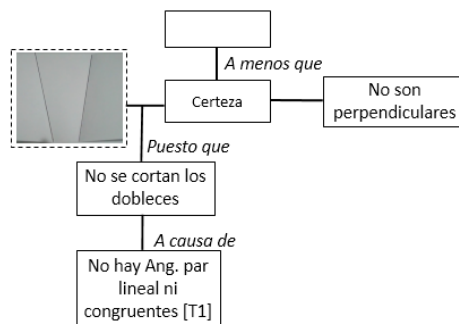 A menos que
Certeza
No son
perpendiculares
Puesto que
No se cortan los
dobleces
A causa de
No hay Ang. par
lineal ni
congruentes [T1]